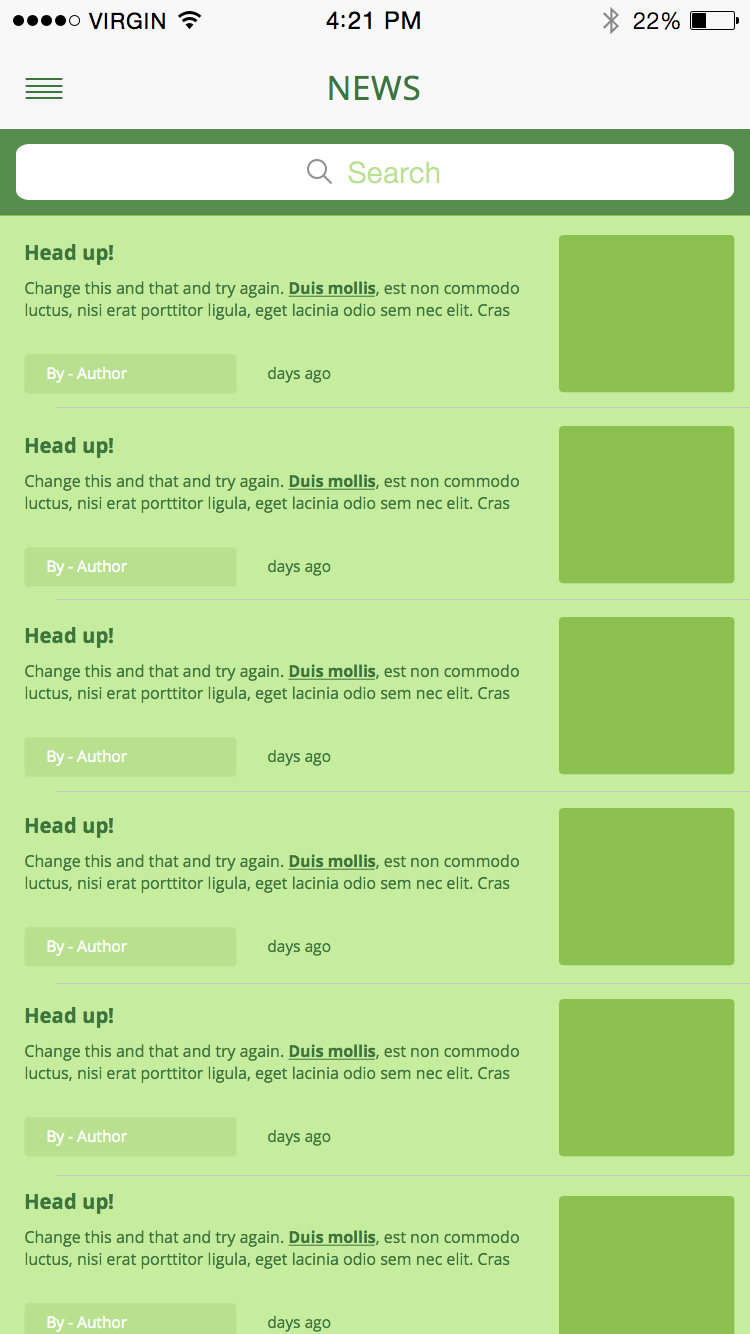 VIRGIN 4:21 PM 22%
NEWS
Search
Head up!
Change this and that and try again. Duis mollis, est non commodo
luctus, nisi erat porttitor ligula, eget lacinia odio sem nec elit. Cras
By - Author days ago
Head up!
Change this and that and try again. Duis mollis, est non commodo
luctus, nisi erat porttitor ligula, eget lacinia odio sem nec elit. Cras
By - Author days ago
Head up!
Change this and that and try again. Duis mollis, est non commodo
luctus, nisi erat porttitor ligula, eget lacinia odio sem nec elit. Cras
By - Author days ago
Head up!
Change this and that and try again. Duis mollis, est non commodo
luctus, nisi erat porttitor ligula, eget lacinia odio sem nec elit. Cras
By - Author days ago
Head up!
Change this and that and try again. Duis mollis, est non commodo
luctus, nisi erat porttitor ligula, eget lacinia odio sem nec elit. Cras
By - Author days ago
Head up!
Change this and that and try again. Duis mollis, est non commodo
luctus, nisi erat porttitor ligula, eget lacinia odio sem nec elit. Cras
By - Author days ago